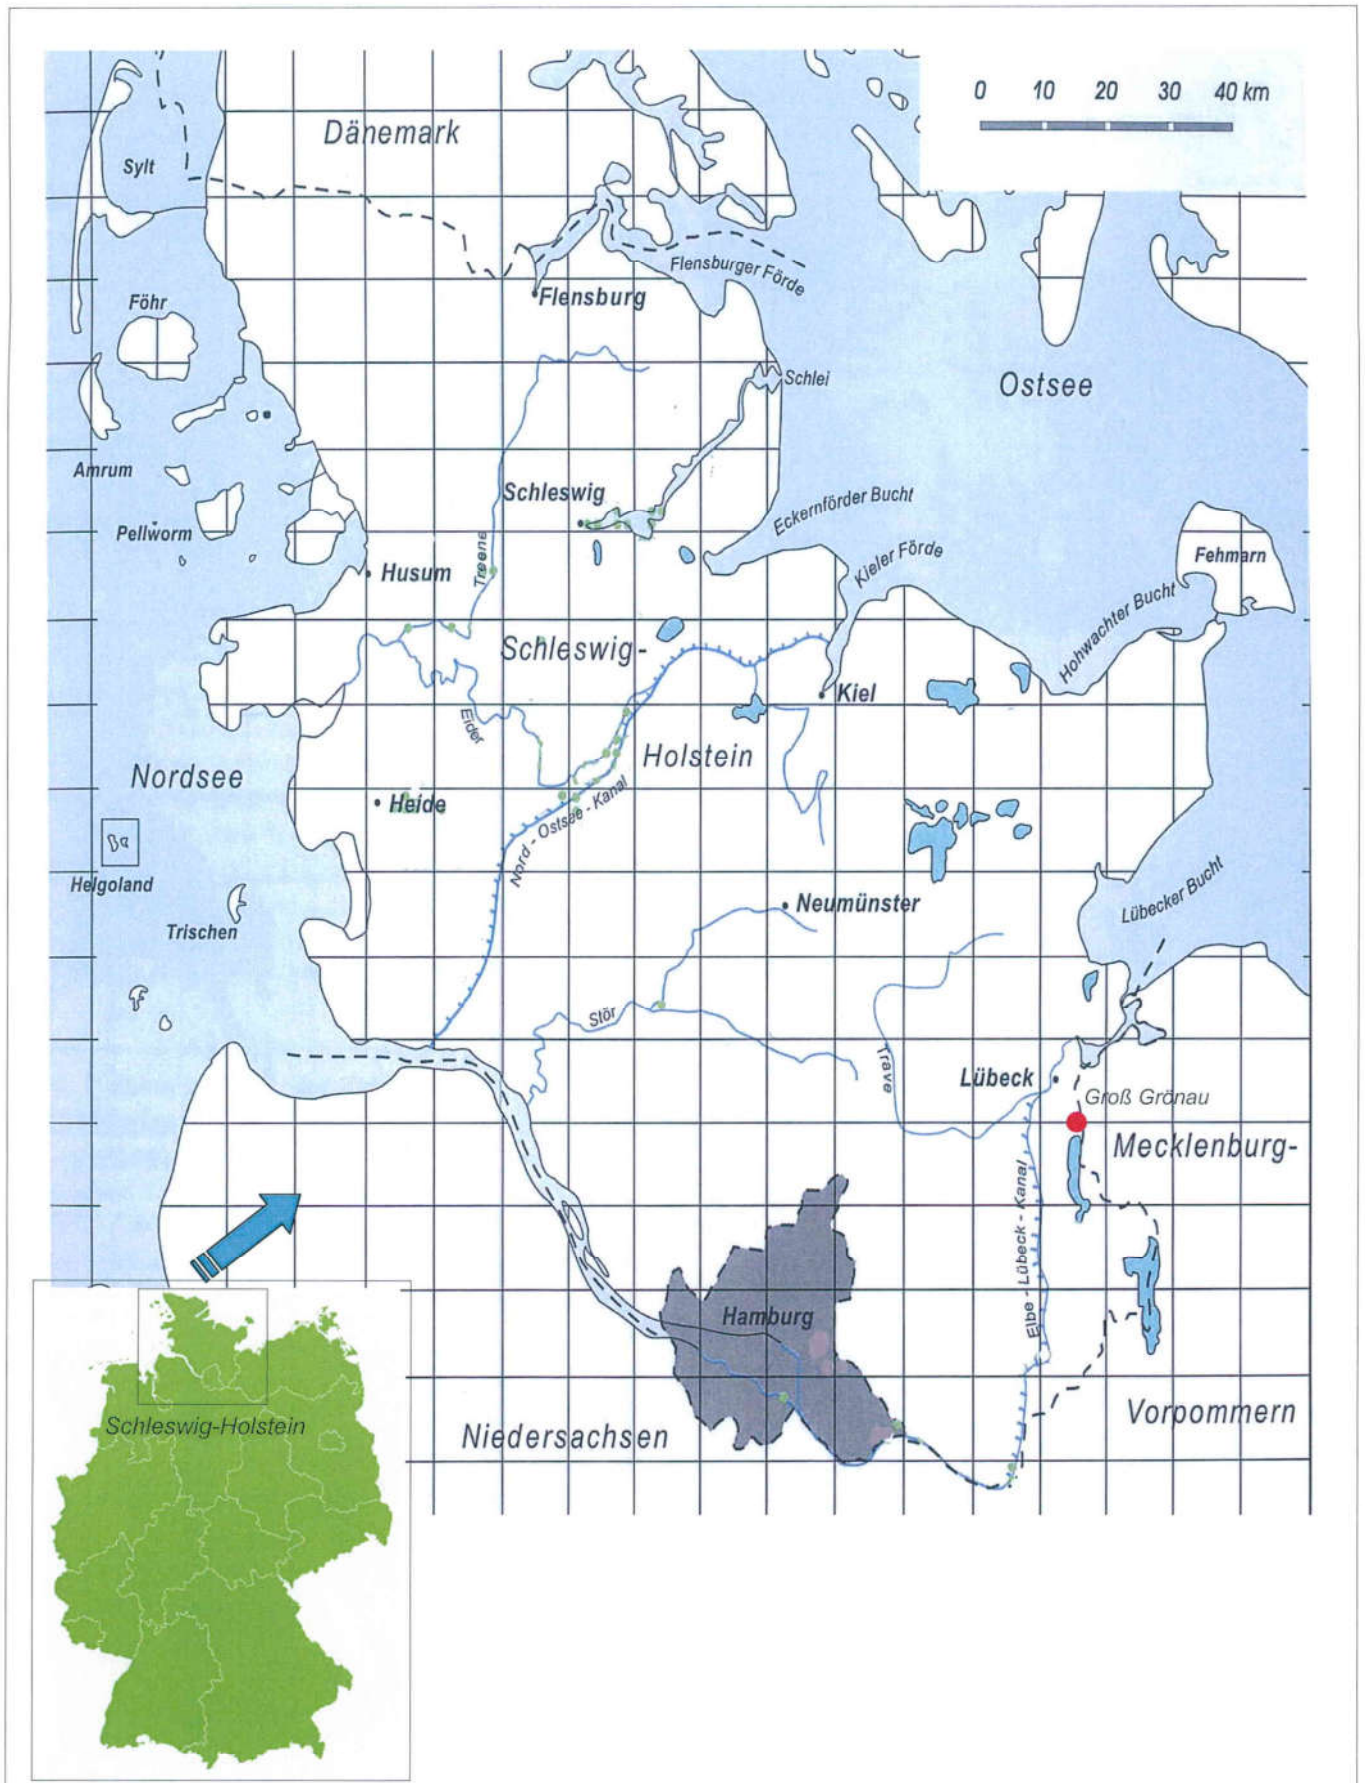 0 10 20 30 40 km
Dänemark
Sylt
Flensburger Förde
Föhr
Flensburg
Schlei
Ostsee
Amrum
Schleswig
Eckernförder Bucht
Pellworm
Treene
Kieler Förde
Fehmarn
Husum
Hohwachter Bucht
Schleswig-
Kiel
Eider
Holstein
Nordsee
Heide
Nord - Ostsee - Kanal
Helgoland
Lübecker Bucht
Neumünster
Trischen
Stör
Trave
Lübeck
Groß Grönau
Mecklenburg-
Elbe - Lübeck - Kanal
Hamburg
Vorpommern
Niedersachsen
Schleswig-Holstein